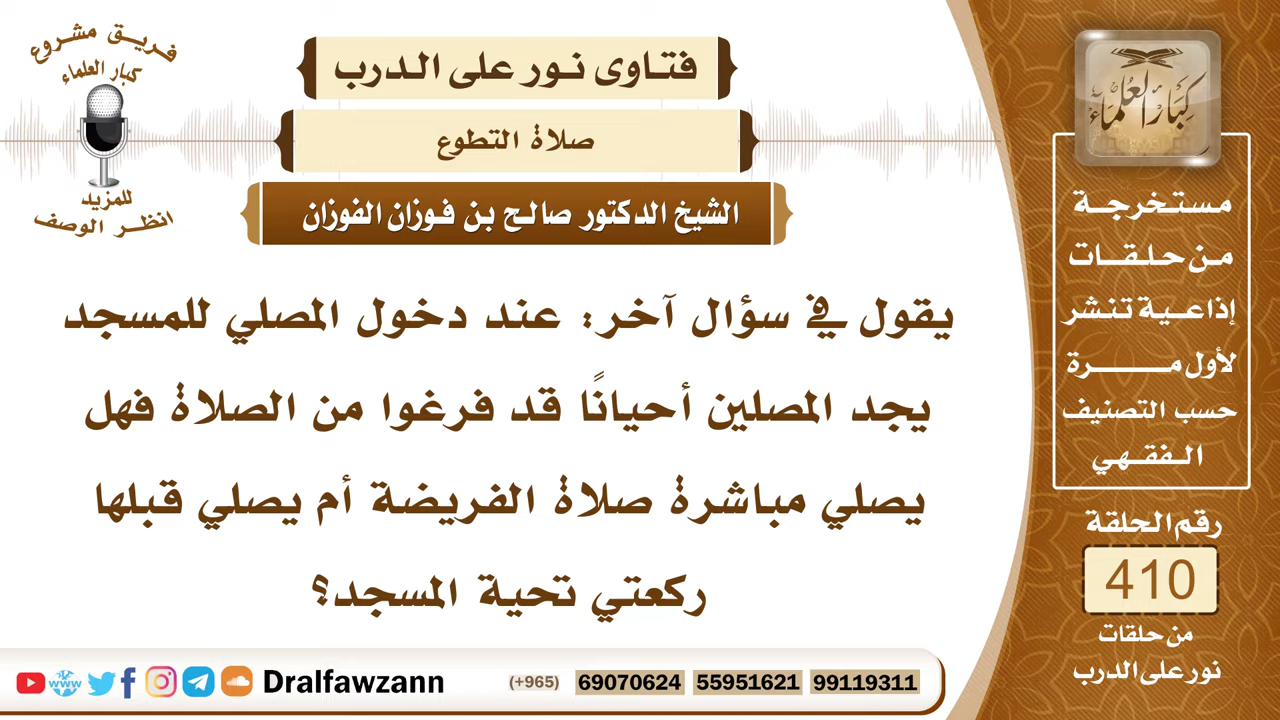 فريق مشروع
كبار العلماء
للمزيد
انظر الوصف
فتاوى نور على الدرب
صلاة التطوع
الشيخ الدكتور صالح بن فوزان الفوزان
يقول في سؤال آخر: عند دخول المصلي للمسجد
يجد المصلين أحيانًا قد فرغوا من الصلاة فهل
يصلي مباشرة صلاة الفريضة أم يصلي قبلها
ركعتي تحية المسجد؟
كبار العلماء
مستخرجة
من حلقات
إذاعية تنشر
لأول مرة
حسب التصنيف
الفقهي
رقم الحلقة
410
من حلقات
نور على الدرب
www
Dralfawzann (+965) 69070624 55951621 99119311